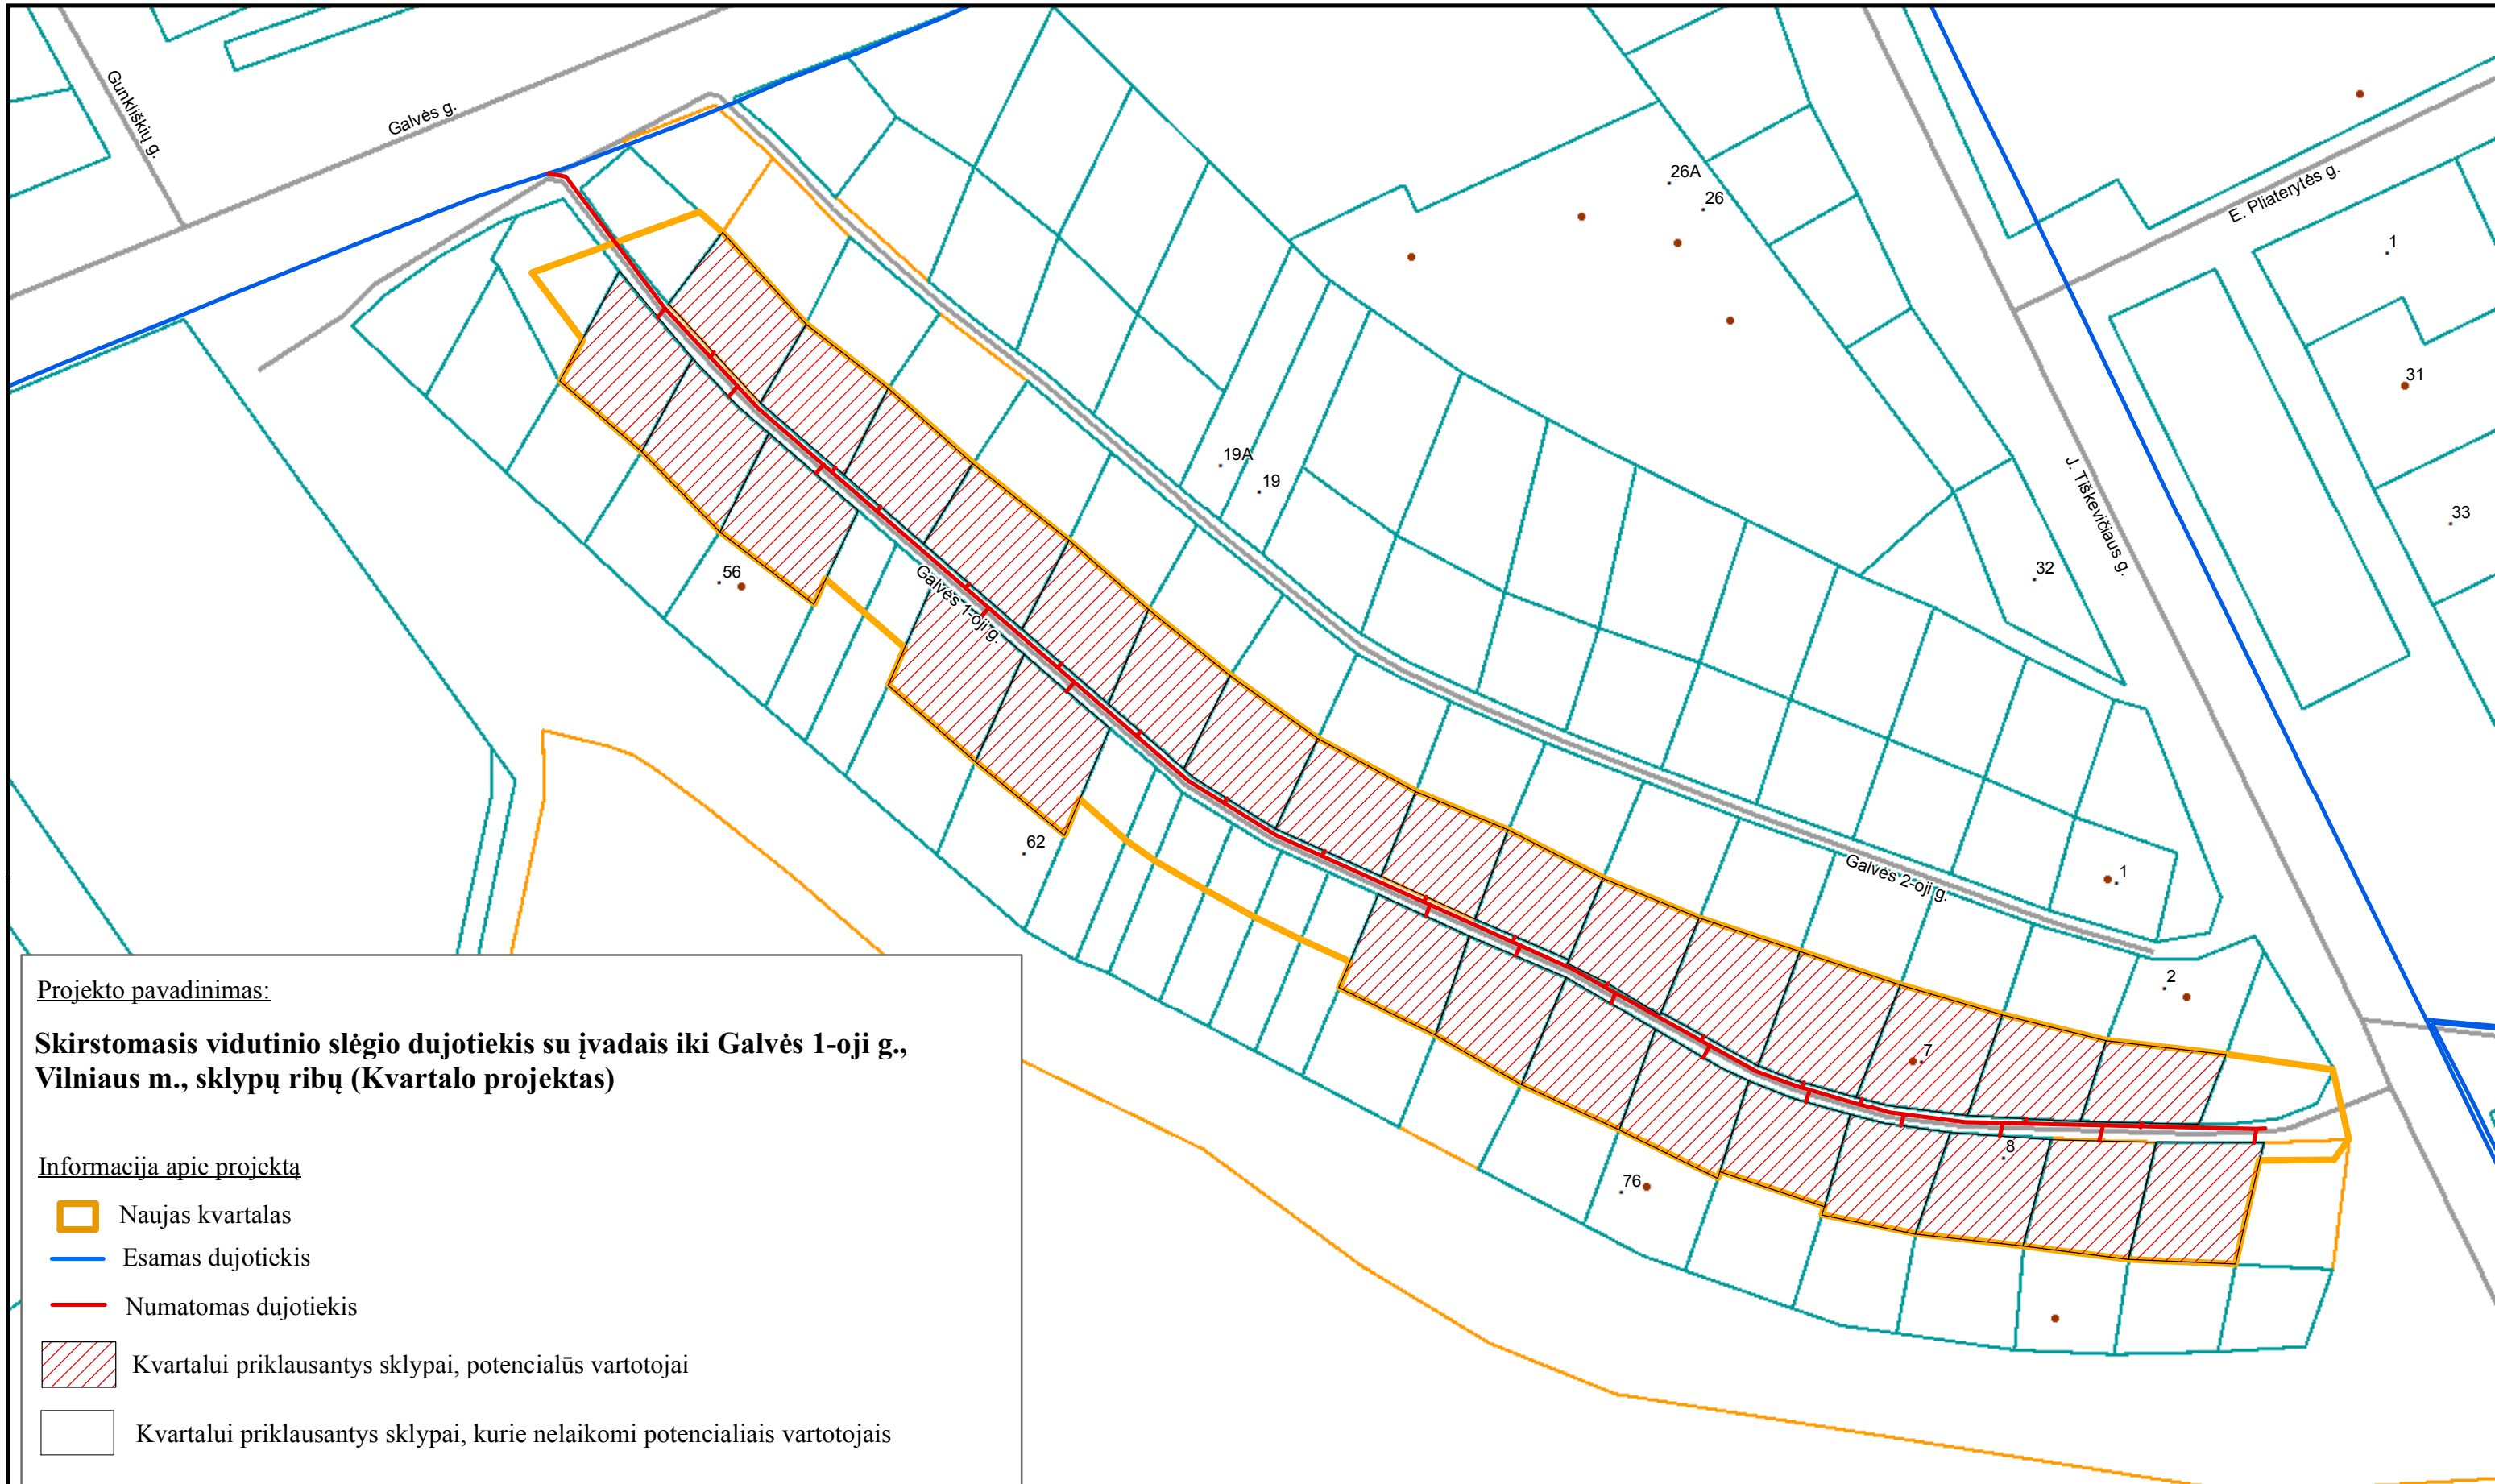 Gunkliškių g.
Galvės g.
26A
26
E. Pliaterytės g.
1
31
19A
19
33
J. Tiškevičiaus g.
32
56
Galvės 1-oji g.
62
Galvės 2-oji g.
1
2
7
8
76
Projekto pavadinimas:
Skirstomasis vidutinio slėgio dujotiekis su įvadais iki Galvės 1-oji g.,
Vilniaus m., sklypų ribų (Kvartalo projektas)
Informacija apie projektą
Naujas kvartalas
Esamas dujotiekis
Numatomas dujotiekis
Kvartalui priklausantys sklypai, potencialūs vartotojai
Kvartalui priklausantys sklypai, kurie nelaikomi potencialiais vartotojais